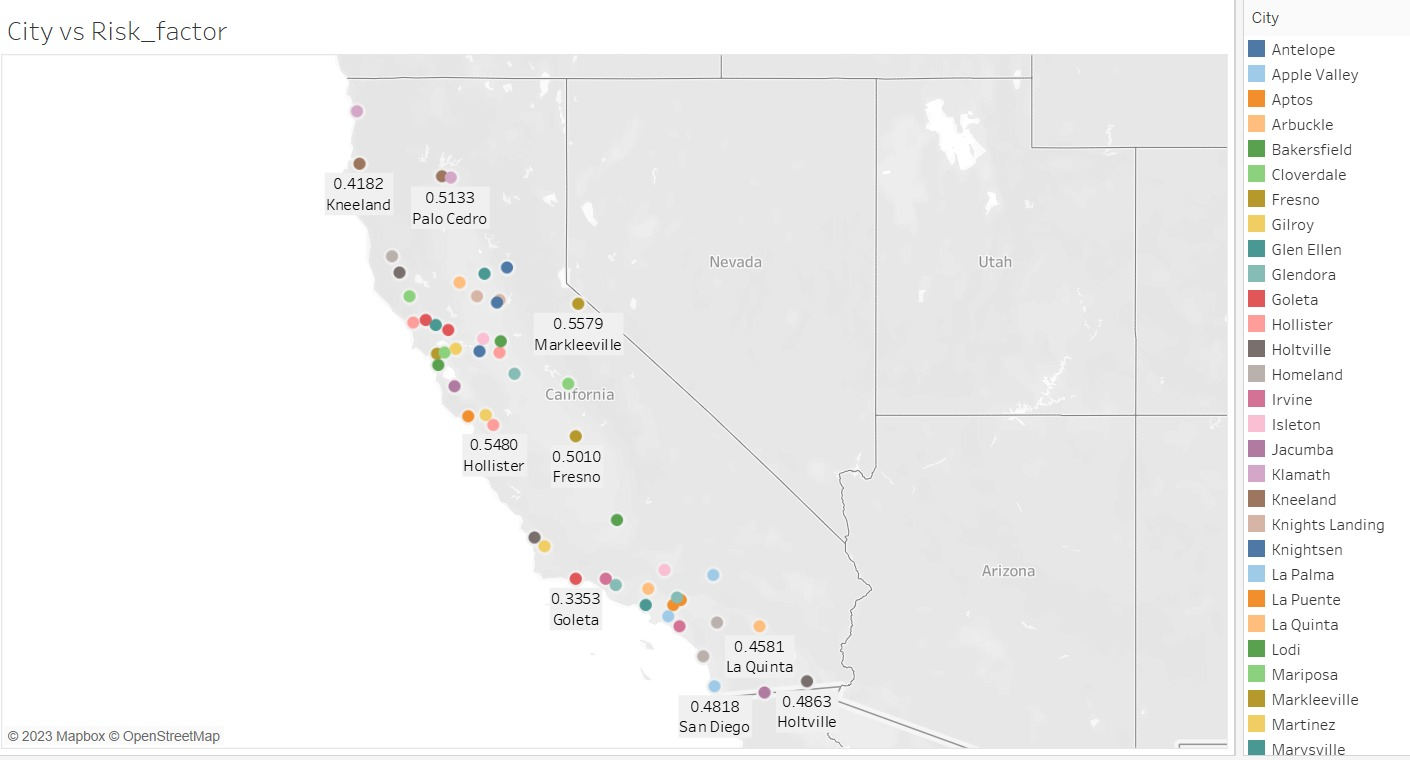 City vs Risk_factor
0.4182
Kneeland
0.5133
Palo Cedro
Nevada
Utah
0.5579
Markleeville
California
0.5480
Hollister
0.5010
Fresno
Arizona
0.3353
Goleta
0.4581
La Quinta
0.4818
San Diego
0.4863
Holtville
© 2023 Mapbox © OpenStreetMap
City
Antelope
Apple Valley
Aptos
Arbuckle
Bakersfield
Cloverdale
Fresno
Gilroy
Glen Ellen
Glendora
Goleta
Hollister
Holtville
Homeland
Irvine
Isleton
Jacumba
Klamath
Kneeland
Knights Landing
Knightsen
La Palma
La Puente
La Quinta
Lodi
Mariposa
Markleeville
Martinez
Marysville